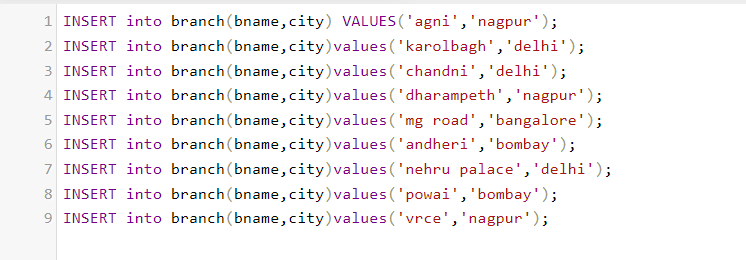 1 INSERT into branch(bname,city) VALUES('agni','nagpur');
2 INSERT into branch(bname,city)values('karolbagh','delhi');
3 INSERT into branch(bname,city)values('chandni','delhi');
4 INSERT into branch(bname,city)values('dharampeth','nagpur');
5 INSERT into branch(bname,city)values('mg road','bangalore');
6 INSERT into branch(bname,city)values('andheri','bombay');
7 INSERT into branch(bname,city)values('nehru palace','delhi');
8 INSERT into branch(bname,city)values('powai','bombay');
9 INSERT into branch(bname,city)values('vrce','nagpur');